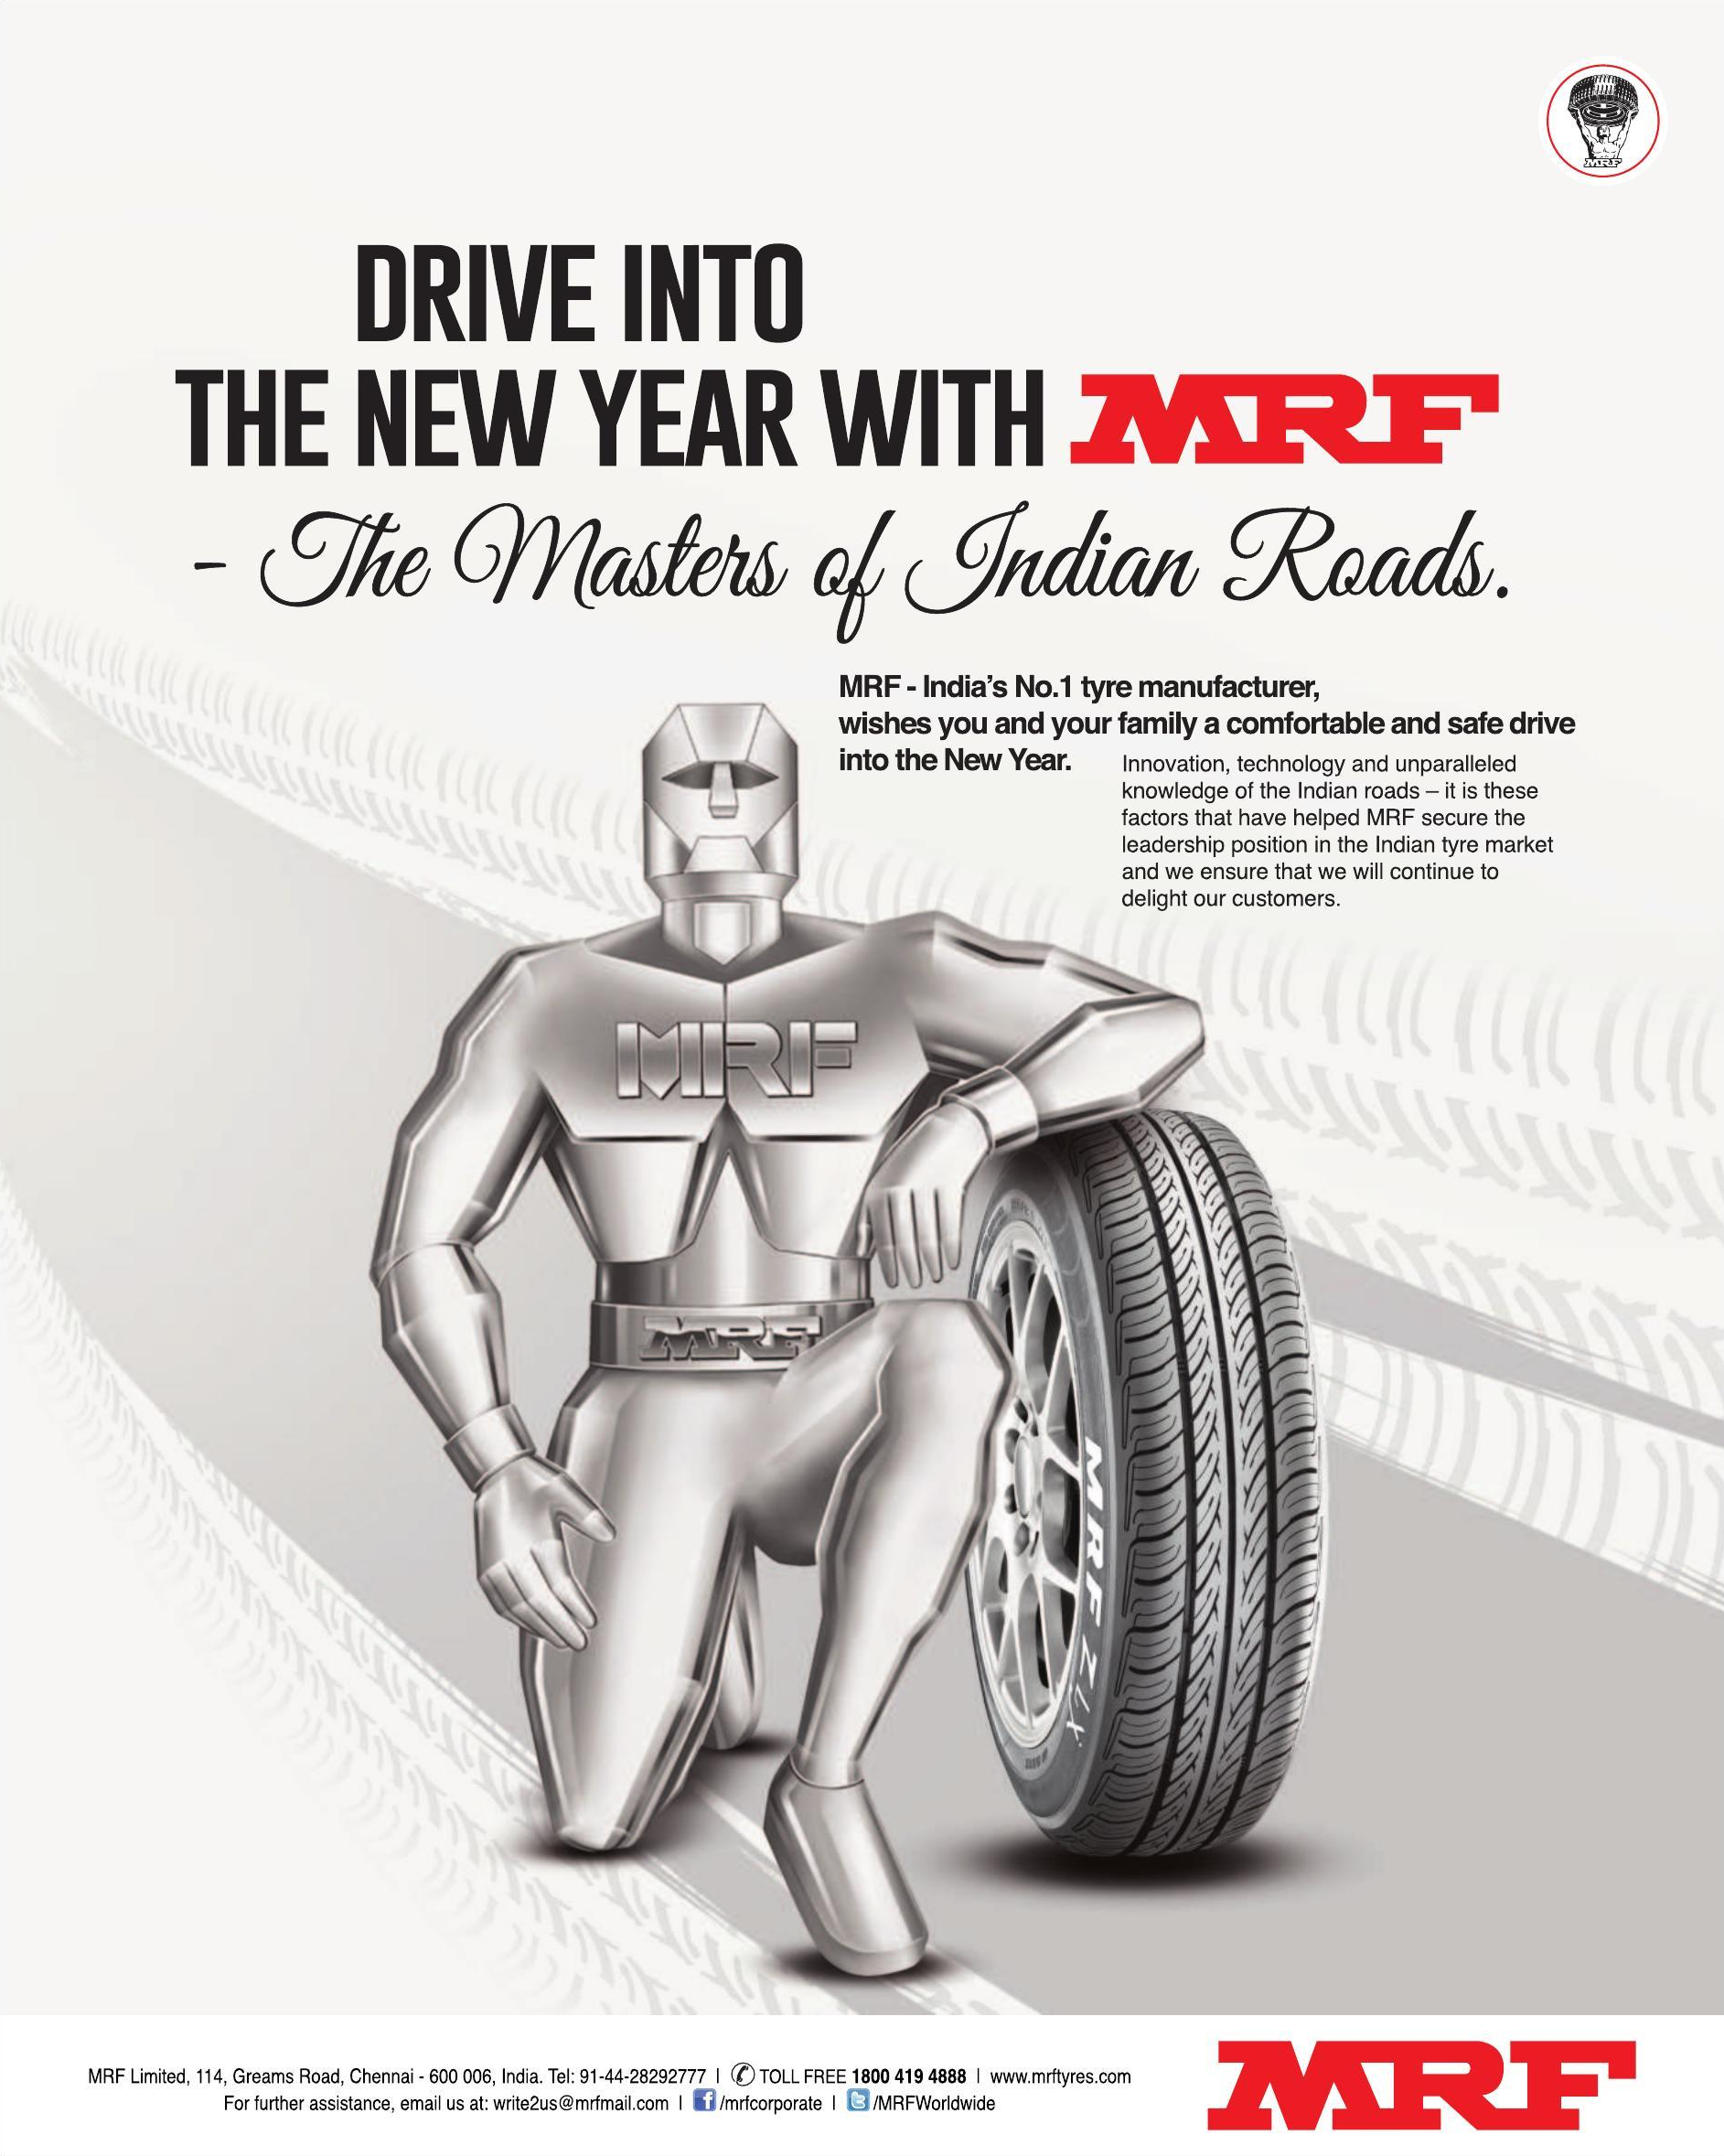 MRF
DRIVE INTO
THE NEW YEAR WITH MRF
- The Masters of Indian Roads.
MRF - India's No.1 tyre manufacturer,
wishes you and your family a comfortable and safe drive
into the New Year.
Innovation, technology and unparalleled
knowledge of the Indian roads – it is these
factors that have helped MRF secure the
leadership position in the Indian tyre market
and we ensure that we will continue to
delight our customers.
MRF
MRF
MRF ZLX
MRF Limited, 114, Greams Road, Chennai - 600 006, India. Tel: 91-44-28292777 | TOLL FREE 1800 419 4888 | www.mrftyres.com
For further assistance, email us at: write2us@mrfmail.com | f /mrfcorporate | t /MRFWorldwide
MRF